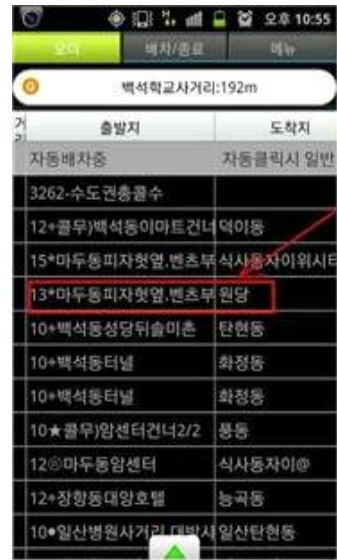 오후 10:55
오더 배차/종료 메뉴
백석학교사거리:192m
거리 출발지 도착지
자동배차중 자동클릭시 일반
3262-수도권총콜수
12+콜무)백석동이마트건너 덕이동
15*마두동피자헛옆.벤츠부 식사동자이위시티
13*마두동피자헛옆.벤츠부 원당
10+백석동성당뒤술미촌 탄현동
10+백석동터널 화정동
10+백석동터널 화정동
10★콜무)암센터건너2/2 풍동
12◎마두동암센터 식사동자이@
12+장항동대양호텔 능곡동
10●일산병원사거리 대방샤 일산탄현동